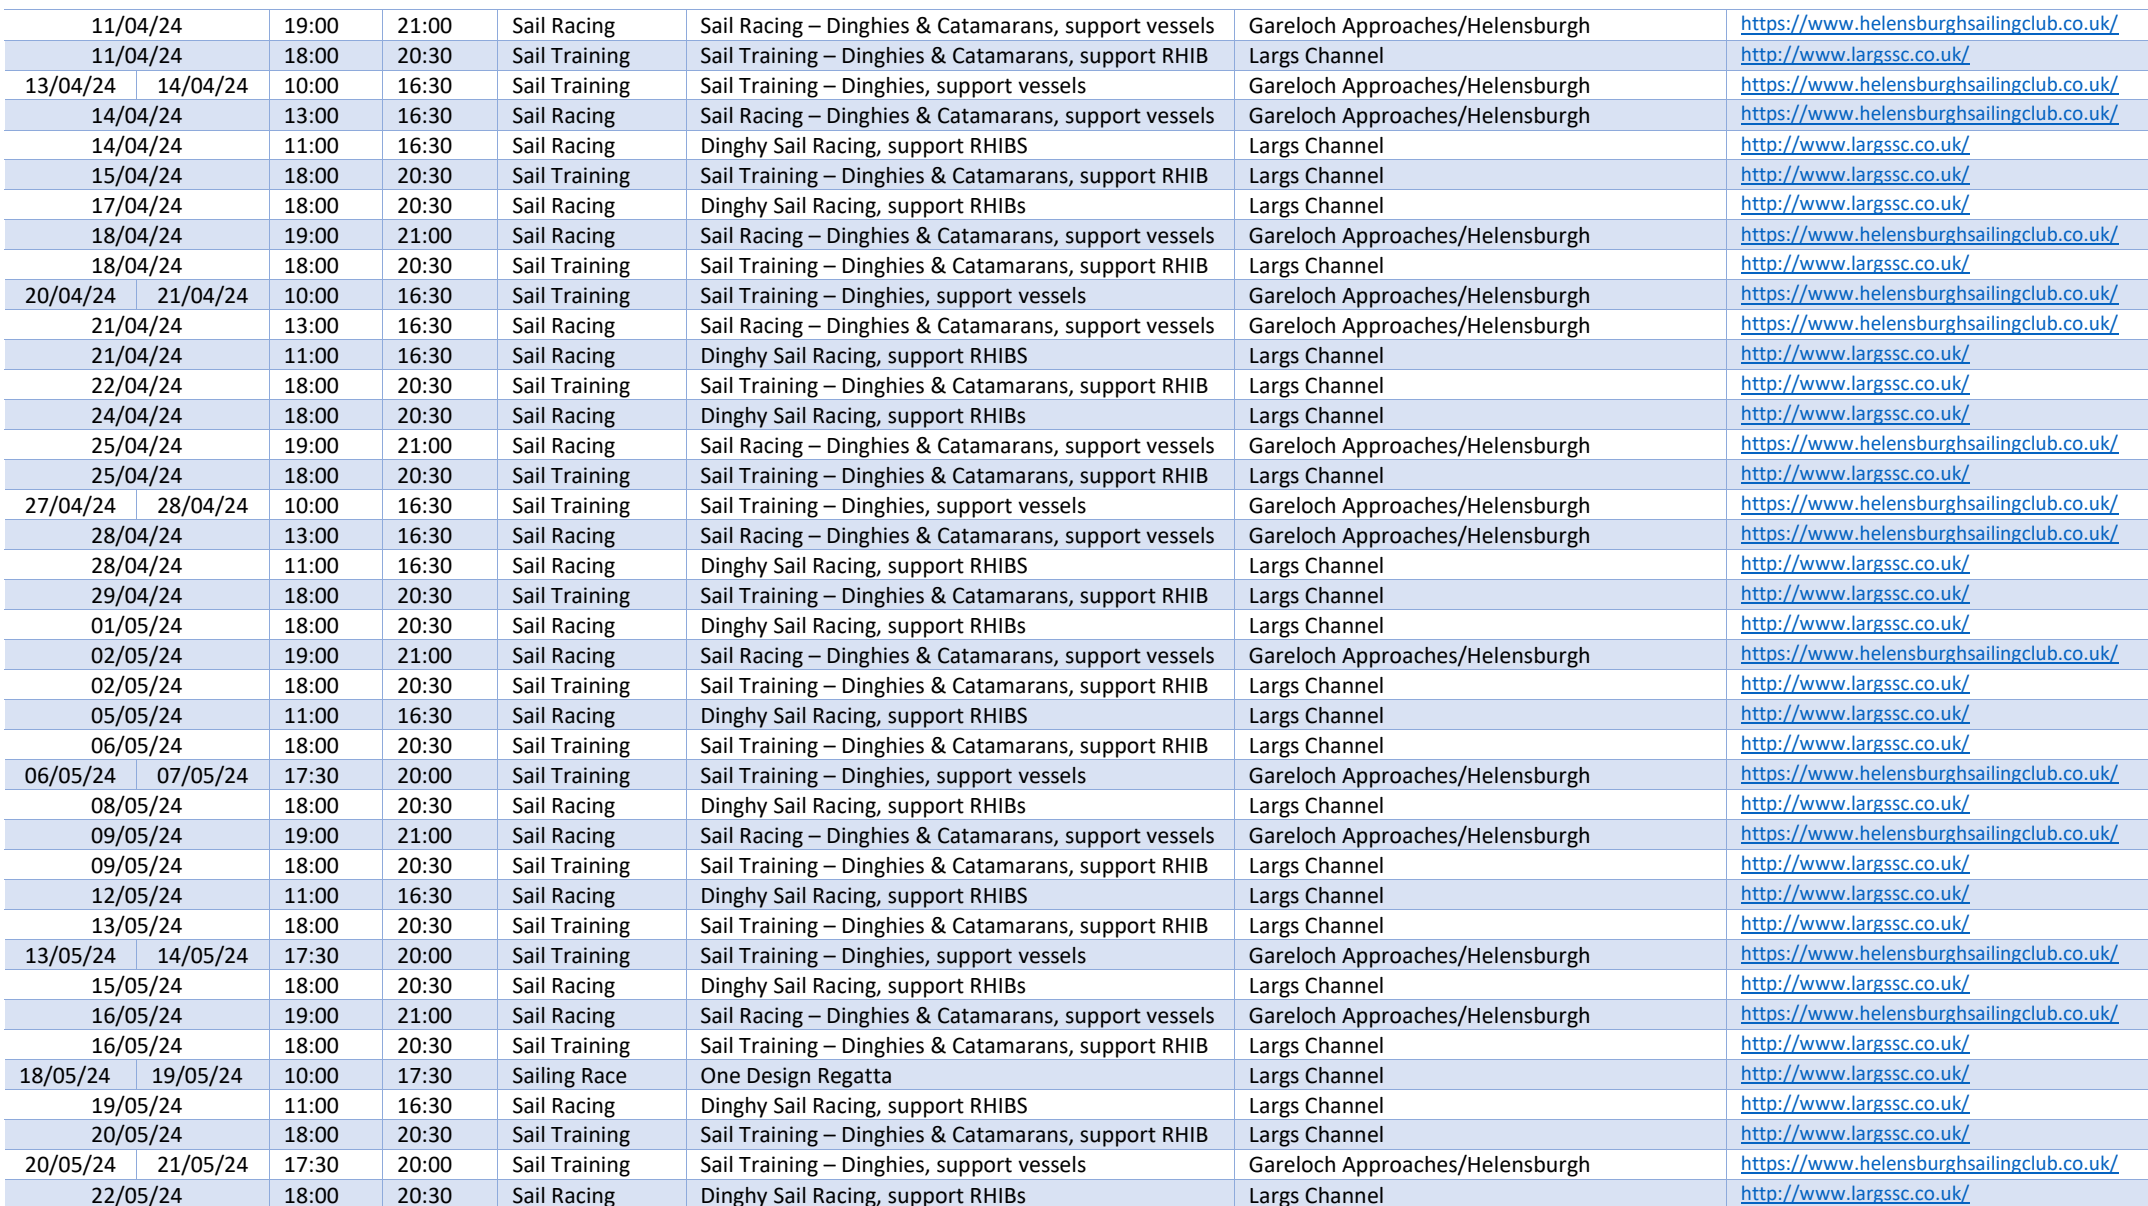 11/04/24 19:00 21:00 Sail Racing Sail Racing – Dinghies & Catamarans, support vessels Gareloch Approaches/Helensburgh https://www.helensburghsailingclub.co.uk/
11/04/24 18:00 20:30 Sail Training Sail Training – Dinghies & Catamarans, support RHIB Largs Channel http://www.largssc.co.uk/
13/04/24 14/04/24 10:00 16:30 Sail Training Sail Training – Dinghies, support vessels Gareloch Approaches/Helensburgh https://www.helensburghsailingclub.co.uk/
14/04/24 13:00 16:30 Sail Racing Sail Racing – Dinghies & Catamarans, support vessels Gareloch Approaches/Helensburgh https://www.helensburghsailingclub.co.uk/
14/04/24 11:00 16:30 Sail Racing Dinghy Sail Racing, support RHIBS Largs Channel http://www.largssc.co.uk/
15/04/24 18:00 20:30 Sail Training Sail Training – Dinghies & Catamarans, support RHIB Largs Channel http://www.largssc.co.uk/
17/04/24 18:00 20:30 Sail Racing Dinghy Sail Racing, support RHIBs Largs Channel http://www.largssc.co.uk/
18/04/24 19:00 21:00 Sail Racing Sail Racing – Dinghies & Catamarans, support vessels Gareloch Approaches/Helensburgh https://www.helensburghsailingclub.co.uk/
18/04/24 18:00 20:30 Sail Training Sail Training – Dinghies & Catamarans, support RHIB Largs Channel http://www.largssc.co.uk/
20/04/24 21/04/24 10:00 16:30 Sail Training Sail Training – Dinghies, support vessels Gareloch Approaches/Helensburgh https://www.helensburghsailingclub.co.uk/
21/04/24 13:00 16:30 Sail Racing Sail Racing – Dinghies & Catamarans, support vessels Gareloch Approaches/Helensburgh https://www.helensburghsailingclub.co.uk/
21/04/24 11:00 16:30 Sail Racing Dinghy Sail Racing, support RHIBS Largs Channel http://www.largssc.co.uk/
22/04/24 18:00 20:30 Sail Training Sail Training – Dinghies & Catamarans, support RHIB Largs Channel http://www.largssc.co.uk/
24/04/24 18:00 20:30 Sail Racing Dinghy Sail Racing, support RHIBs Largs Channel http://www.largssc.co.uk/
25/04/24 19:00 21:00 Sail Racing Sail Racing – Dinghies & Catamarans, support vessels Gareloch Approaches/Helensburgh https://www.helensburghsailingclub.co.uk/
25/04/24 18:00 20:30 Sail Training Sail Training – Dinghies & Catamarans, support RHIB Largs Channel http://www.largssc.co.uk/
27/04/24 28/04/24 10:00 16:30 Sail Training Sail Training – Dinghies, support vessels Gareloch Approaches/Helensburgh https://www.helensburghsailingclub.co.uk/
28/04/24 13:00 16:30 Sail Racing Sail Racing – Dinghies & Catamarans, support vessels Gareloch Approaches/Helensburgh https://www.helensburghsailingclub.co.uk/
28/04/24 11:00 16:30 Sail Racing Dinghy Sail Racing, support RHIBS Largs Channel http://www.largssc.co.uk/
29/04/24 18:00 20:30 Sail Training Sail Training – Dinghies & Catamarans, support RHIB Largs Channel http://www.largssc.co.uk/
01/05/24 18:00 20:30 Sail Racing Dinghy Sail Racing, support RHIBs Largs Channel http://www.largssc.co.uk/
02/05/24 19:00 21:00 Sail Racing Sail Racing – Dinghies & Catamarans, support vessels Gareloch Approaches/Helensburgh https://www.helensburghsailingclub.co.uk/
02/05/24 18:00 20:30 Sail Training Sail Training – Dinghies & Catamarans, support RHIB Largs Channel http://www.largssc.co.uk/
05/05/24 11:00 16:30 Sail Racing Dinghy Sail Racing, support RHIBS Largs Channel http://www.largssc.co.uk/
06/05/24 18:00 20:30 Sail Training Sail Training – Dinghies & Catamarans, support RHIB Largs Channel http://www.largssc.co.uk/
06/05/24 07/05/24 17:30 20:00 Sail Training Sail Training – Dinghies, support vessels Gareloch Approaches/Helensburgh https://www.helensburghsailingclub.co.uk/
08/05/24 18:00 20:30 Sail Racing Dinghy Sail Racing, support RHIBs Largs Channel http://www.largssc.co.uk/
09/05/24 19:00 21:00 Sail Racing Sail Racing – Dinghies & Catamarans, support vessels Gareloch Approaches/Helensburgh https://www.helensburghsailingclub.co.uk/
09/05/24 18:00 20:30 Sail Training Sail Training – Dinghies & Catamarans, support RHIB Largs Channel http://www.largssc.co.uk/
12/05/24 11:00 16:30 Sail Racing Dinghy Sail Racing, support RHIBS Largs Channel http://www.largssc.co.uk/
13/05/24 18:00 20:30 Sail Training Sail Training – Dinghies & Catamarans, support RHIB Largs Channel http://www.largssc.co.uk/
13/05/24 14/05/24 17:30 20:00 Sail Training Sail Training – Dinghies, support vessels Gareloch Approaches/Helensburgh https://www.helensburghsailingclub.co.uk/
15/05/24 18:00 20:30 Sail Racing Dinghy Sail Racing, support RHIBs Largs Channel http://www.largssc.co.uk/
16/05/24 19:00 21:00 Sail Racing Sail Racing – Dinghies & Catamarans, support vessels Gareloch Approaches/Helensburgh https://www.helensburghsailingclub.co.uk/
16/05/24 18:00 20:30 Sail Training Sail Training – Dinghies & Catamarans, support RHIB Largs Channel http://www.largssc.co.uk/
18/05/24 19/05/24 10:00 17:30 Sailing Race One Design Regatta Largs Channel http://www.largssc.co.uk/
19/05/24 11:00 16:30 Sail Racing Dinghy Sail Racing, support RHIBS Largs Channel http://www.largssc.co.uk/
20/05/24 18:00 20:30 Sail Training Sail Training – Dinghies & Catamarans, support RHIB Largs Channel http://www.largssc.co.uk/
20/05/24 21/05/24 17:30 20:00 Sail Training Sail Training – Dinghies, support vessels Gareloch Approaches/Helensburgh https://www.helensburghsailingclub.co.uk/
22/05/24 18:00 20:30 Sail Racing Dinghy Sail Racing, support RHIBs Largs Channel http://www.largssc.co.uk/